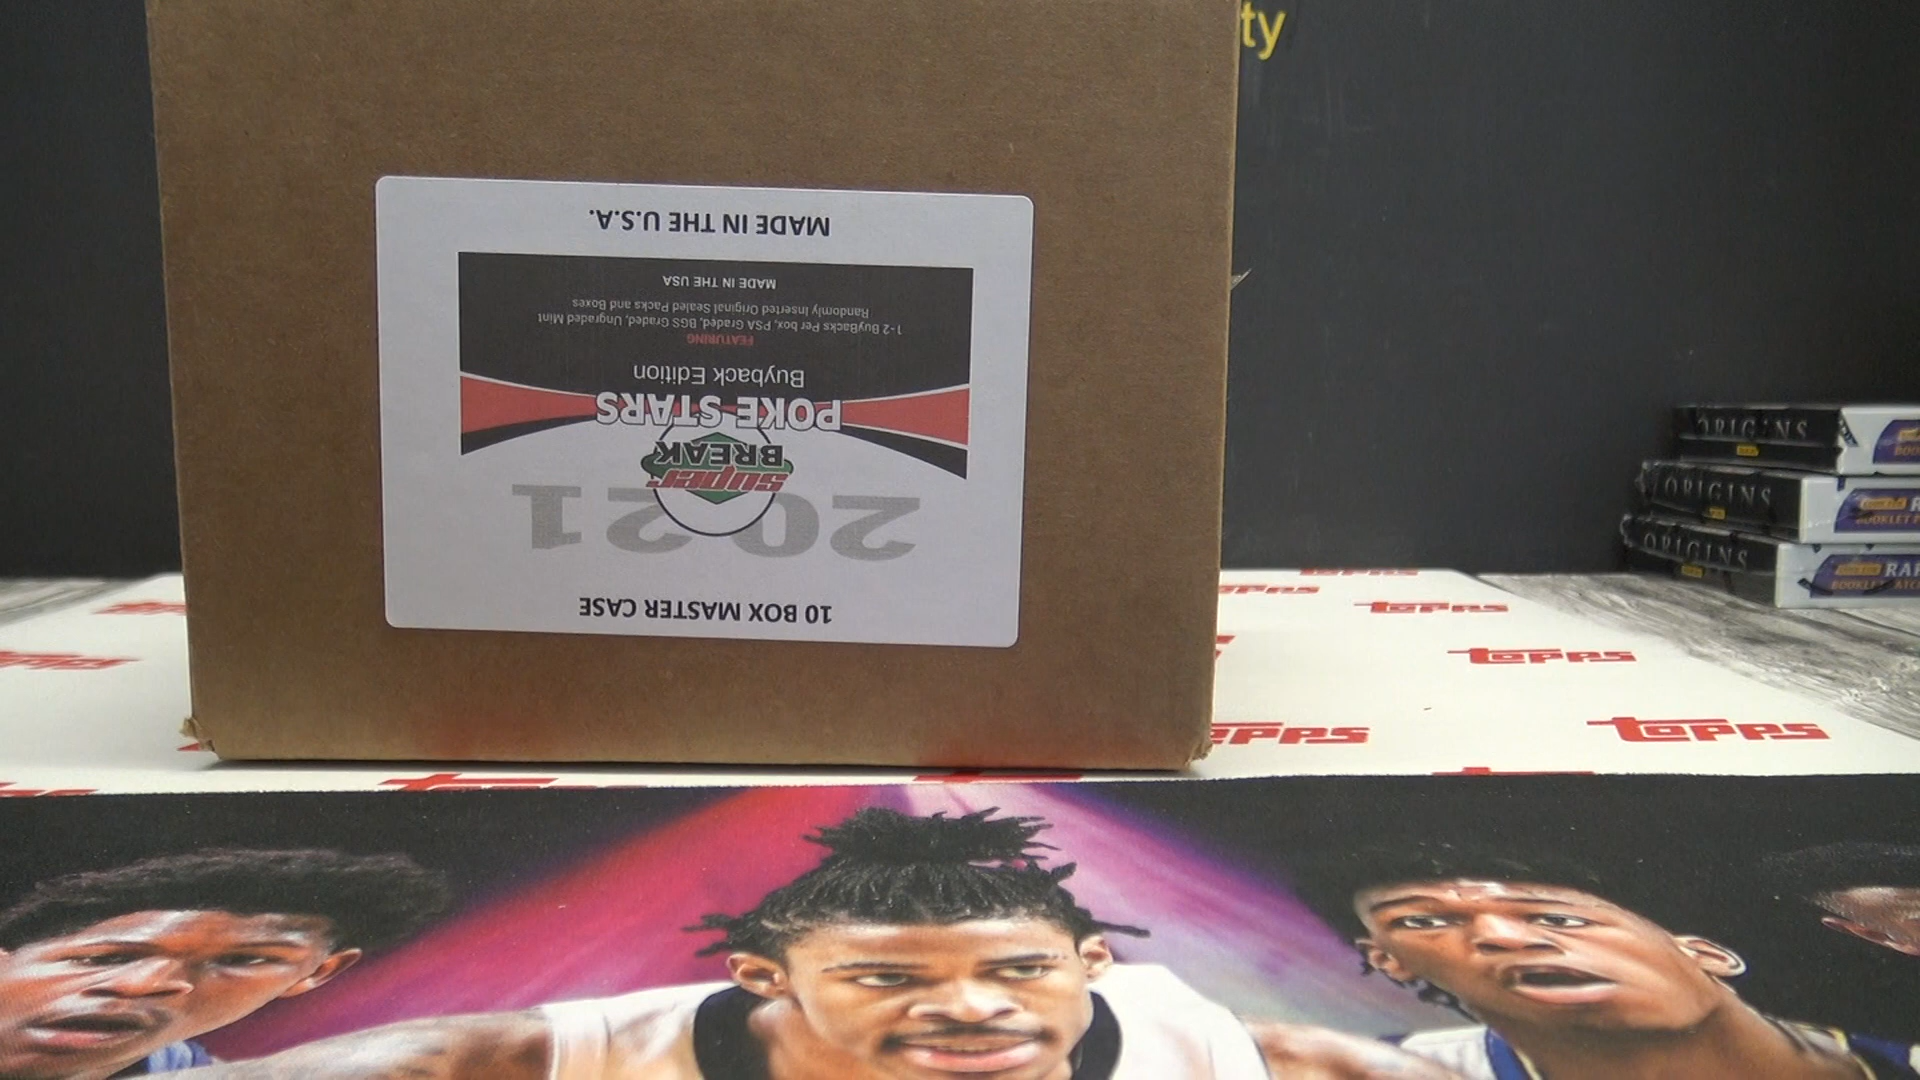 ty
10 BOX MASTER CASE
2021
super
BREAK
POKE STARS
Buyback Edition
FEATURING
1-2 BuyBacks Per box, PSA Graded, BGS Graded, Ungraded Mint
Randomly Inserted Original Sealed Packs and Boxes
MADE IN THE USA
MADE IN THE U.S.A.
ORIGINS
ORIGINS
ORIGINS
BOOKLET
topps
topps
topps
topps
topps